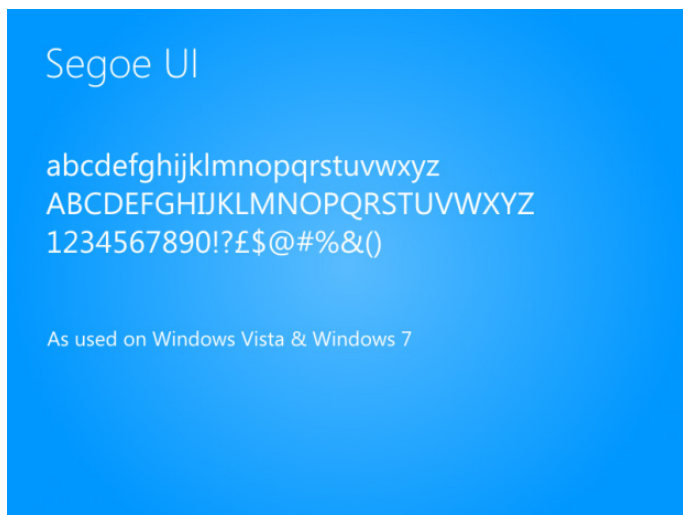 Segoe UI
abcdefghijklmnopqrstuvwxyz
ABCDEFGHIJKLMNOPQRSTUVWXYZ
1234567890!?£$@#%&()
As used on Windows Vista & Windows 7